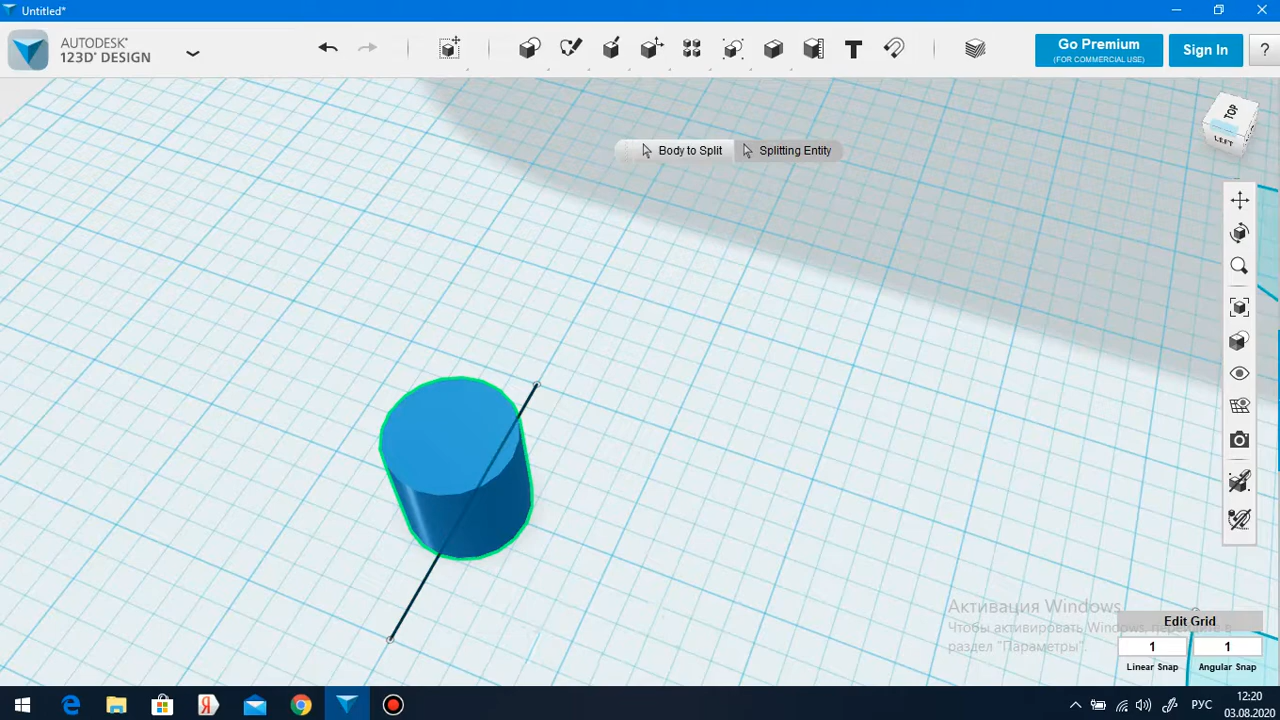 Untitled*
AUTODESK®
123D® DESIGN
Go Premium
(FOR COMMERCIAL USE)
Sign In
?
Body to Split
Splitting Entity
TOP
LEFT
Активация Windows
Чтобы активировать Windows, перейдите в
раздел "Параметры".
Edit Grid
1
1
Linear Snap
Angular Snap
РУС
12:20
03.08.2020